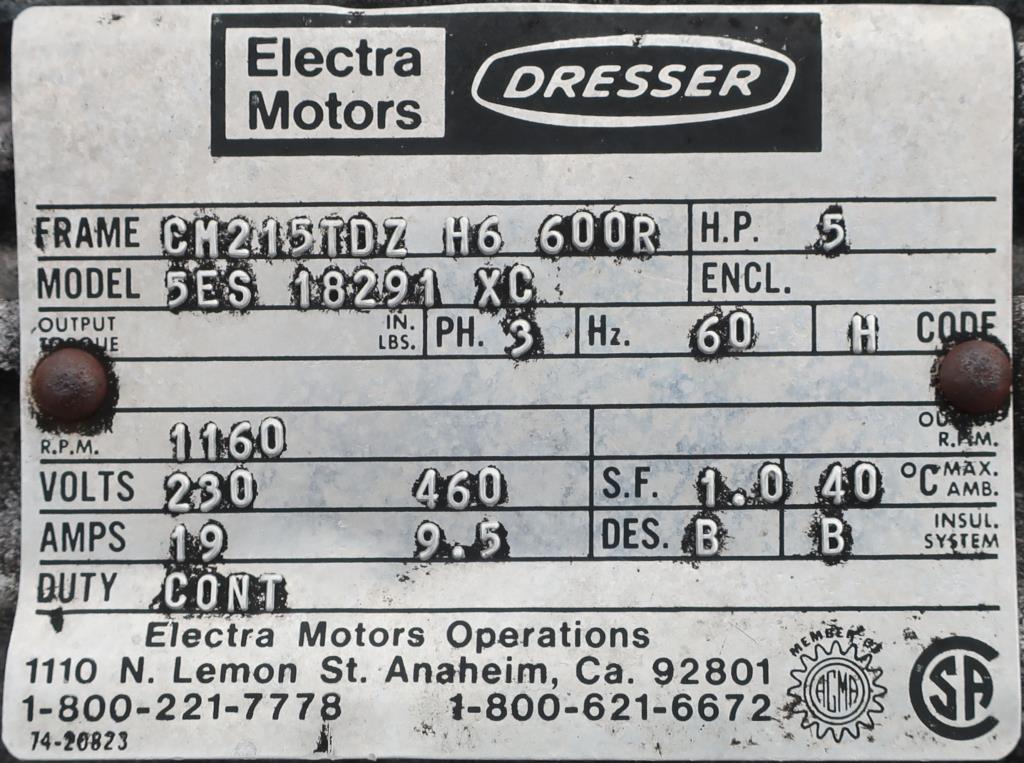 Electra
Motors
DRESSER
FRAME CM215TDZ H6 600R H.P. 5
MODEL 5ES 18291 XC ENCL.
OUTPUT IN. LBS. PH. 3 Hz. 60 H CODE
R.P.M. 1160 R.P.M.
VOLTS 230 460 S.F. 1.0 40 °C MAX. AMB.
AMPS 19 9.5 DES. B B INSUL. SYSTEM
DUTY CONT
Electra Motors Operations
1110 N. Lemon St. Anaheim, Ca. 92801
1-800-221-7778 1-800-621-6672
74-20823
MEMBER
AGMA
CSA